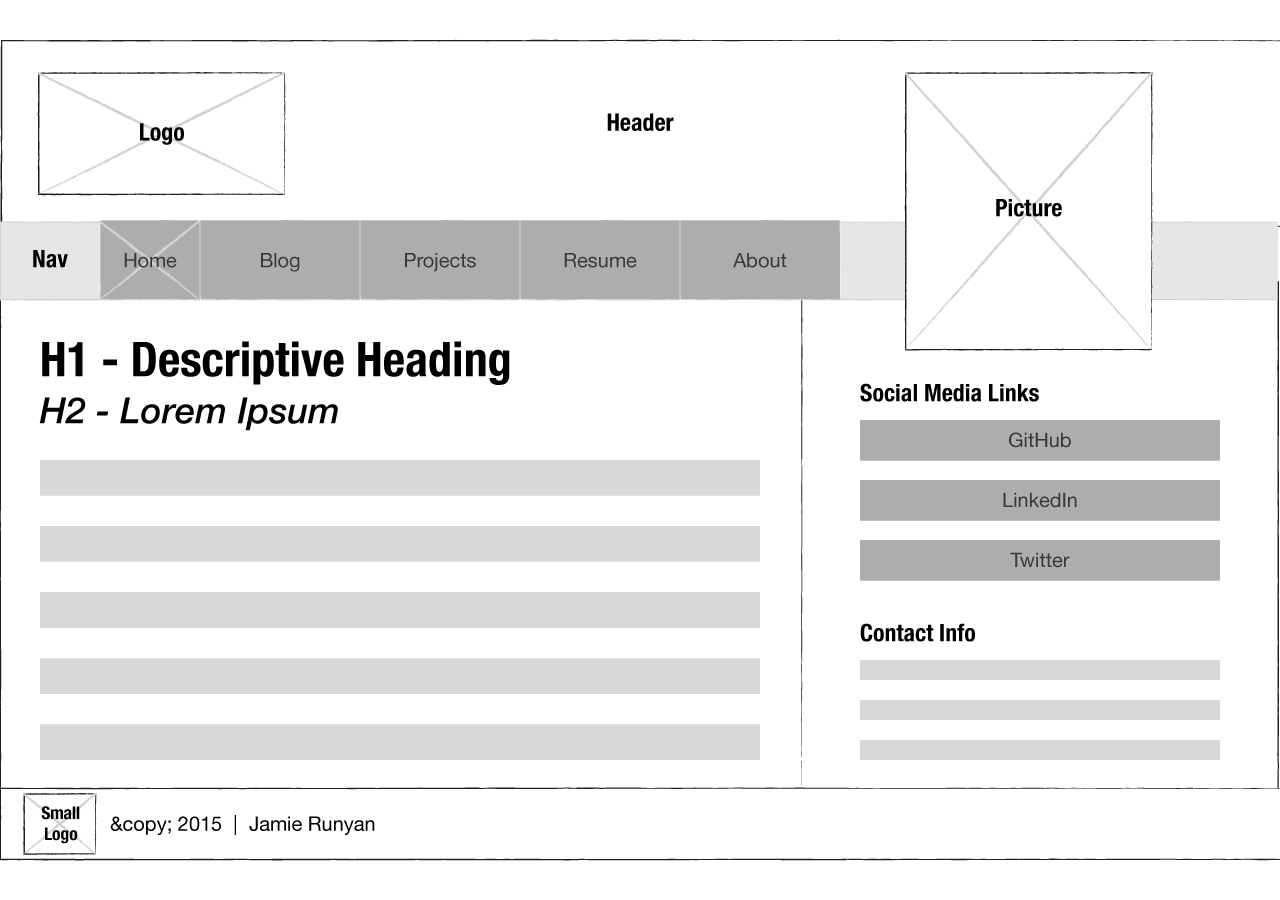 Logo
Header
Picture
Nav
Home
Blog
Projects
Resume
About
H1 - Descriptive Heading
H2 - Lorem Ipsum
Social Media Links
GitHub
LinkedIn
Twitter
Contact Info
Small
Logo
&copy; 2015 | Jamie Runyan